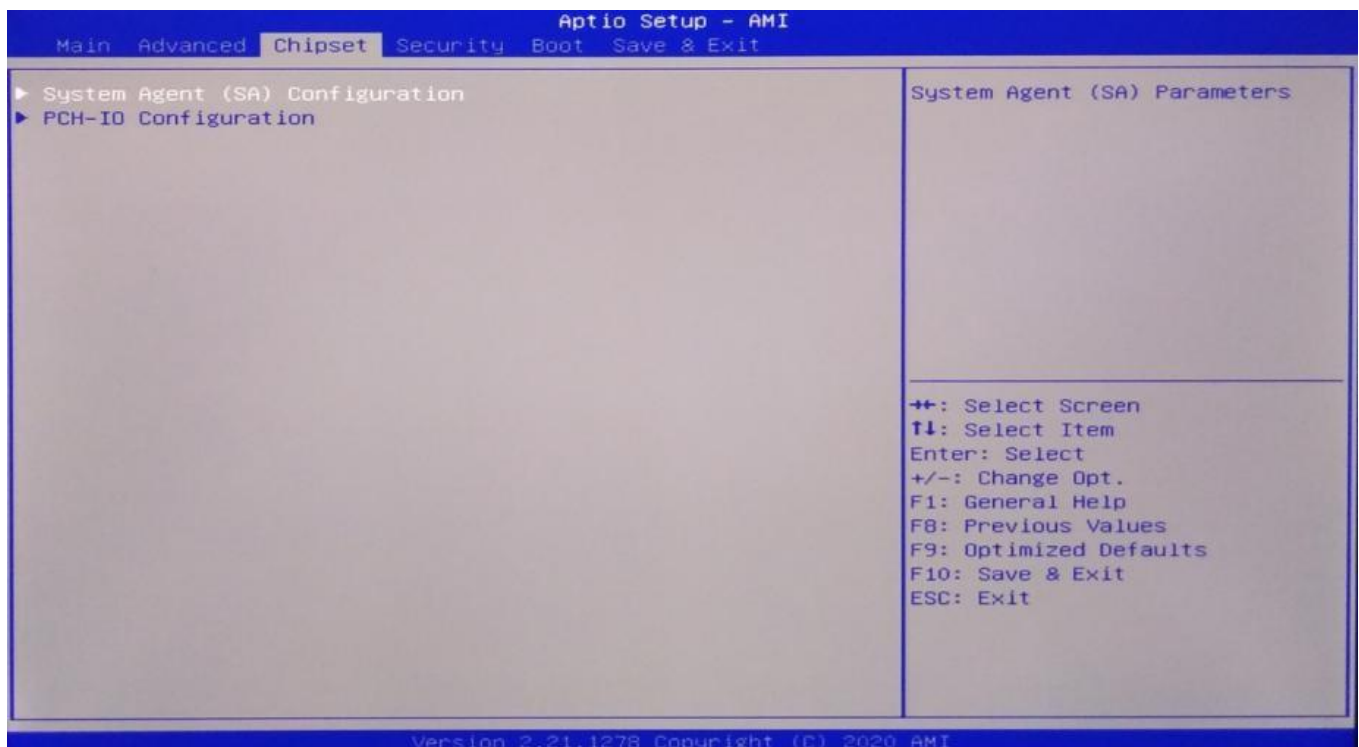 Aptio Setup - AMI
Main Advanced Chipset Security Boot Save & Exit
► System Agent (SA) Configuration
► PCH-IO Configuration
System Agent (SA) Parameters
→←: Select Screen
↑↓: Select Item
Enter: Select
+/-: Change Opt.
F1: General Help
F8: Previous Values
F9: Optimized Defaults
F10: Save & Exit
ESC: Exit
Version 2.21.1278 Copyright (C) 2020 AMI